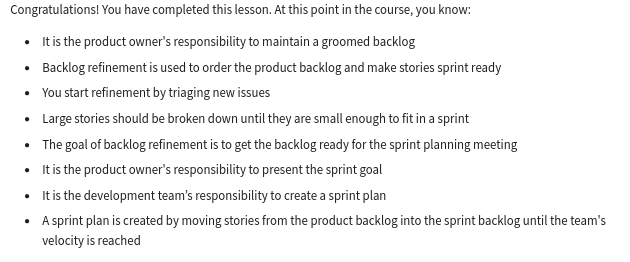 Congratulations! You have completed this lesson. At this point in the course, you know:
• It is the product owner's responsibility to maintain a groomed backlog
• Backlog refinement is used to order the product backlog and make stories sprint ready
• You start refinement by triaging new issues
• Large stories should be broken down until they are small enough to fit in a sprint
• The goal of backlog refinement is to get the backlog ready for the sprint planning meeting
• It is the product owner's responsibility to present the sprint goal
• It is the development team’s responsibility to create a sprint plan
• A sprint plan is created by moving stories from the product backlog into the sprint backlog until the team's
velocity is reached